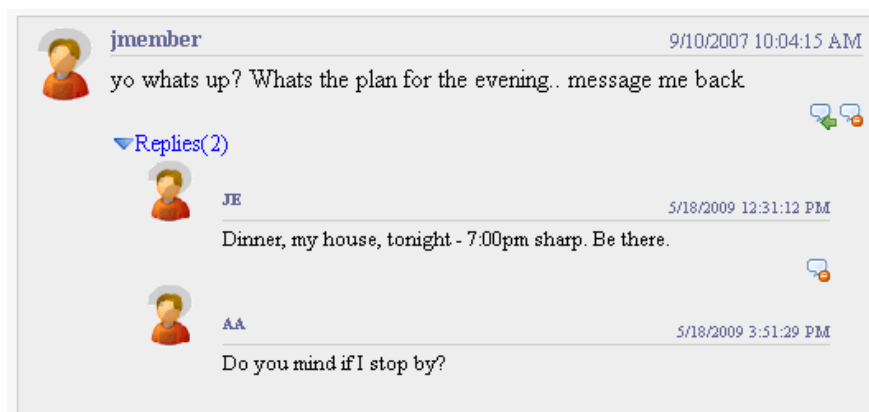 jmember 9/10/2007 10:04:15 AM
yo whats up? Whats the plan for the evening.. message me back
Replies(2)
JE 5/18/2009 12:31:12 PM
Dinner, my house, tonight - 7:00pm sharp. Be there.
AA 5/18/2009 3:51:29 PM
Do you mind if I stop by?